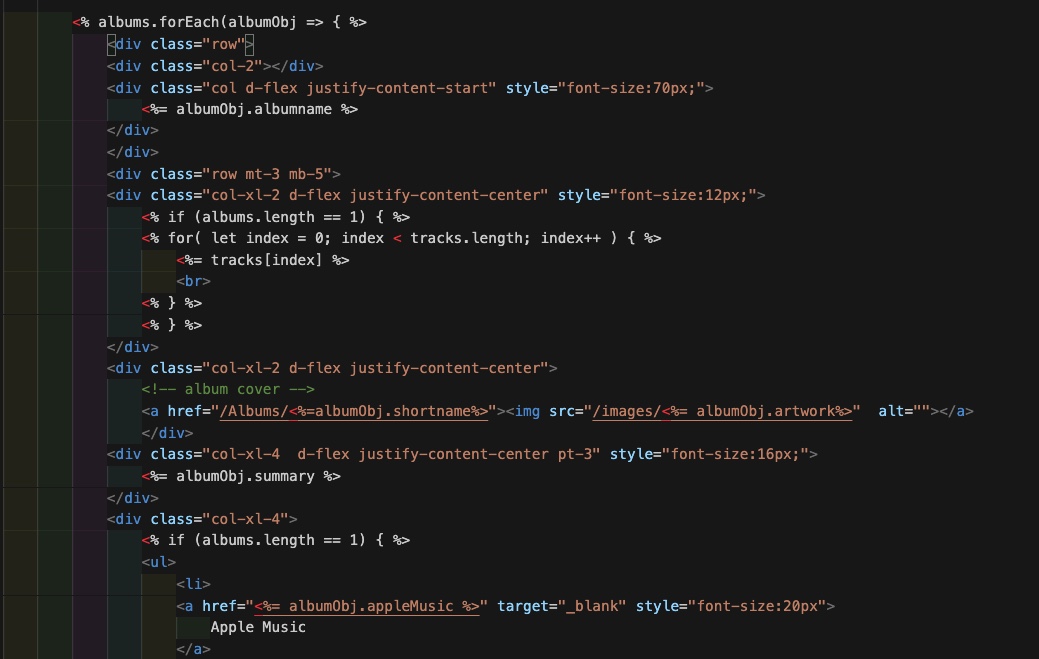 <% albums.forEach(albumObj => { %>
<div class="row">
<div class="col-2"></div>
<div class="col d-flex justify-content-start" style="font-size:70px;">
<%= albumObj.albumname %>
</div>
</div>
<div class="row mt-3 mb-5">
<div class="col-xl-2 d-flex justify-content-center" style="font-size:12px;">
<% if (albums.length == 1) { %>
<% for( let index = 0; index < tracks.length; index++ ) { %>
<%= tracks[index] %>
<br>
<% } %>
<% } %>
</div>
<div class="col-xl-2 d-flex justify-content-center">
<!-- album cover -->
<a href="/Albums/<%=albumObj.shortname%>"><img src="/images/<%= albumObj.artwork%>"  alt=""></a>
</div>
<div class="col-xl-4  d-flex justify-content-center pt-3" style="font-size:16px;">
<%= albumObj.summary %>
</div>
<div class="col-xl-4">
<% if (albums.length == 1) { %>
<ul>
<li>
<a href="<%= albumObj.appleMusic %>" target="_blank" style="font-size:20px">
Apple Music
</a>